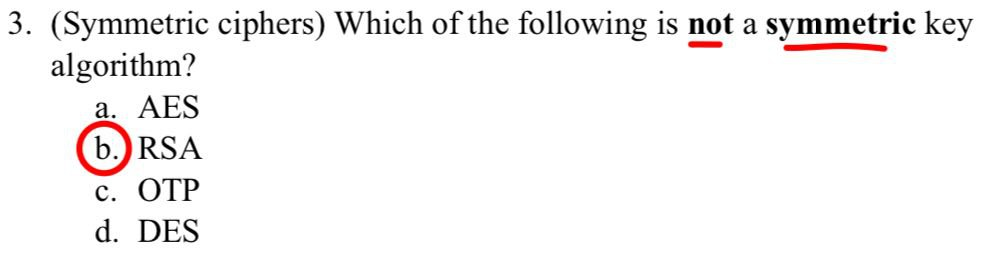 3. (Symmetric ciphers) Which of the following is not a symmetric key
algorithm?
a. AES
b. RSA
c. OTP
d. DES